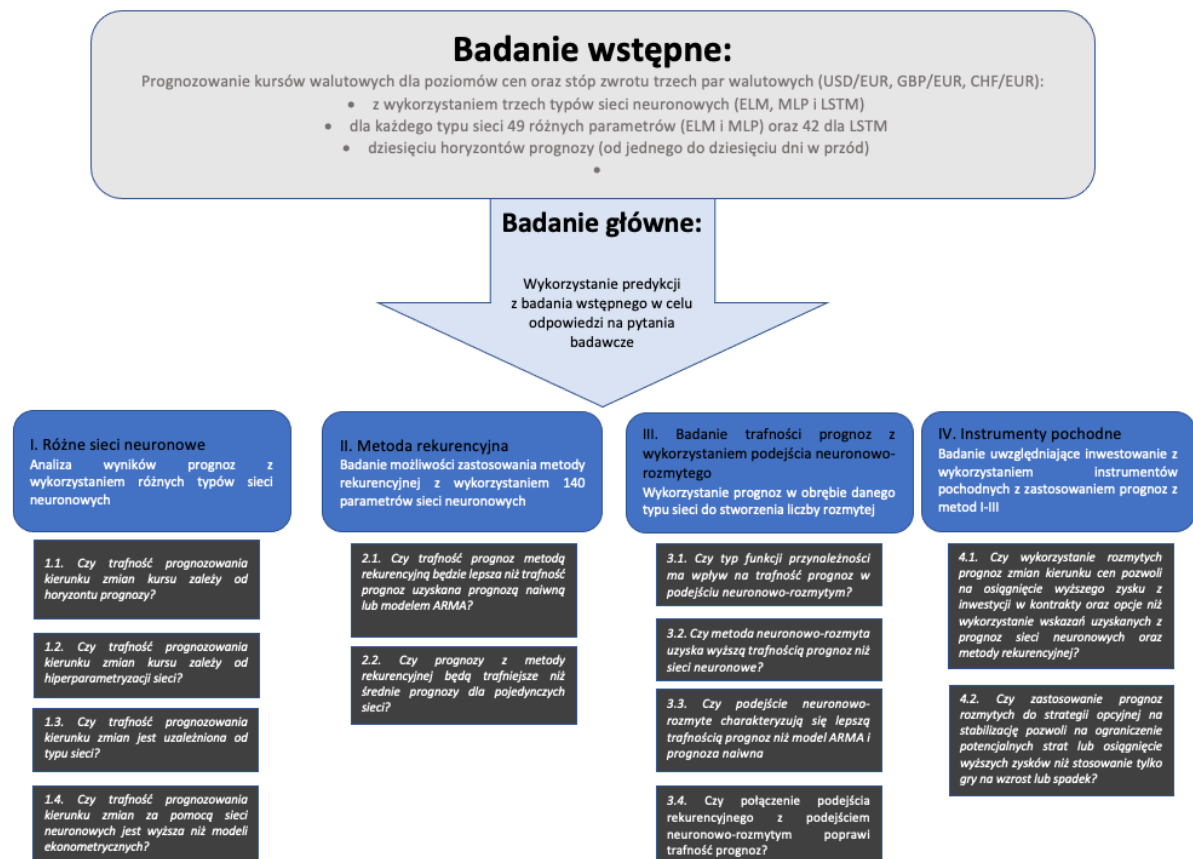 Badanie wstępne:
Prognozowanie kursów walutowych dla poziomów cen oraz stóp zwrotu trzech par walutowych (USD/EUR, GBP/EUR, CHF/EUR):
• z wykorzystaniem trzech typów sieci neuronowych (ELM, MLP i LSTM)
• dla każdego typu sieci 49 różnych parametrów (ELM i MLP) oraz 42 dla LSTM
• dziesięciu horyzontów prognozy (od jednego do dziesięciu dni w przód)
•
Badanie główne:
Wykorzystanie predykcji
z badania wstępnego w celu
odpowiedzi na pytania
badawcze
I. Różne sieci neuronowe
Analiza wyników prognoz z
wykorzystaniem różnych typów sieci
neuronowych
1.1. Czy trafność prognozowania
kierunku zmian kursu zależy od
horyzontu prognozy?
1.2. Czy trafność prognozowania
kierunku zmian kursu zależy od
hiperparametryzacji sieci?
1.3. Czy trafność prognozowania
kierunku zmian jest uzależniona od
typu sieci?
1.4. Czy trafność prognozowania
kierunku zmian za pomocą sieci
neuronowych jest wyższa niż modeli
ekonometrycznych?
II. Metoda rekurencyjna
Badanie możliwości zastosowania metody
rekurencyjnej z wykorzystaniem 140
parametrów sieci neuronowych
2.1. Czy trafność prognoz metodą
rekurencyjną będzie lepsza niż trafność
prognoz uzyskana prognozą naiwną
lub modelem ARMA?
2.2. Czy prognozy z metody
rekurencyjnej będą trafniejsze niż
średnie prognozy dla pojedynczych
sieci?
III. Badanie trafności prognoz z
wykorzystaniem podejścia neuronowo-
rozmytego
Wykorzystanie prognoz w obrębie danego
typu sieci do stworzenia liczby rozmytej
3.1. Czy typ funkcji przynależności
ma wpływ na trafność prognoz w
podejściu neuronowo-rozmytym?
3.2. Czy metoda neuronowo-rozmyta
uzyska wyższą trafnością prognoz niż
sieci neuronowe?
3.3. Czy podejście neuronowo-
rozmyte charakteryzują się lepszą
trafnością prognoz niż model ARMA i
prognoza naiwna
3.4. Czy połączenie podejścia
rekurencyjnego z podejściem
neuronowo-rozmytym poprawi
trafność prognoz?
IV. Instrumenty pochodne
Badanie uwzględniające inwestowanie z
wykorzystaniem instrumentów
pochodnych z zastosowaniem prognoz z
metod I-III
4.1. Czy wykorzystanie rozmytych
prognoz zmian kierunku cen pozwoli
na osiągnięcie wyższego zysku z
inwestycji w kontrakty oraz opcje niż
wykorzystanie wskazań uzyskanych z
prognoz sieci neuronowych oraz
metody rekurencyjnej?
4.2. Czy zastosowanie prognoz
rozmytych do strategii opcyjnej na
stabilizację pozwoli na ograniczenie
potencjalnych strat lub osiągnięcie
wyższych zysków niż stosowanie tylko
gry na wzrost lub spadek?